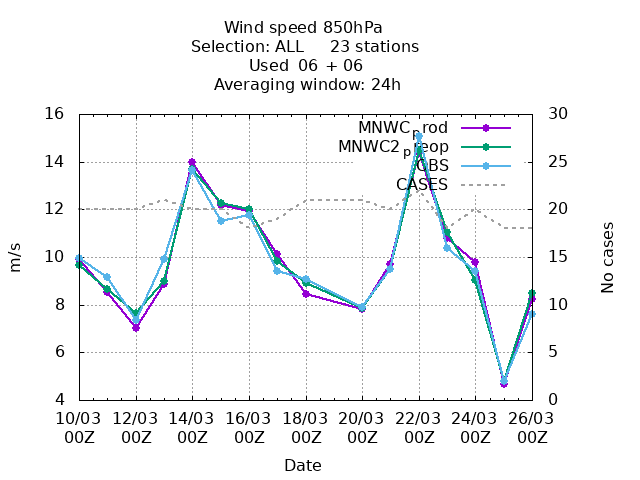 Wind speed 850hPa
Selection: ALL 23 stations
Used 06 + 06
Averaging window: 24h
16 30
MNWCprod
MNWC2preop
14 25
OBS
CASES
12 20
10 15
8 10
6 5
4 0
m/s
No cases
10/03 12/03 14/03 16/03 18/03 20/03 22/03 24/03 26/03
00Z 00Z 00Z 00Z 00Z 00Z 00Z 00Z 00Z
Date